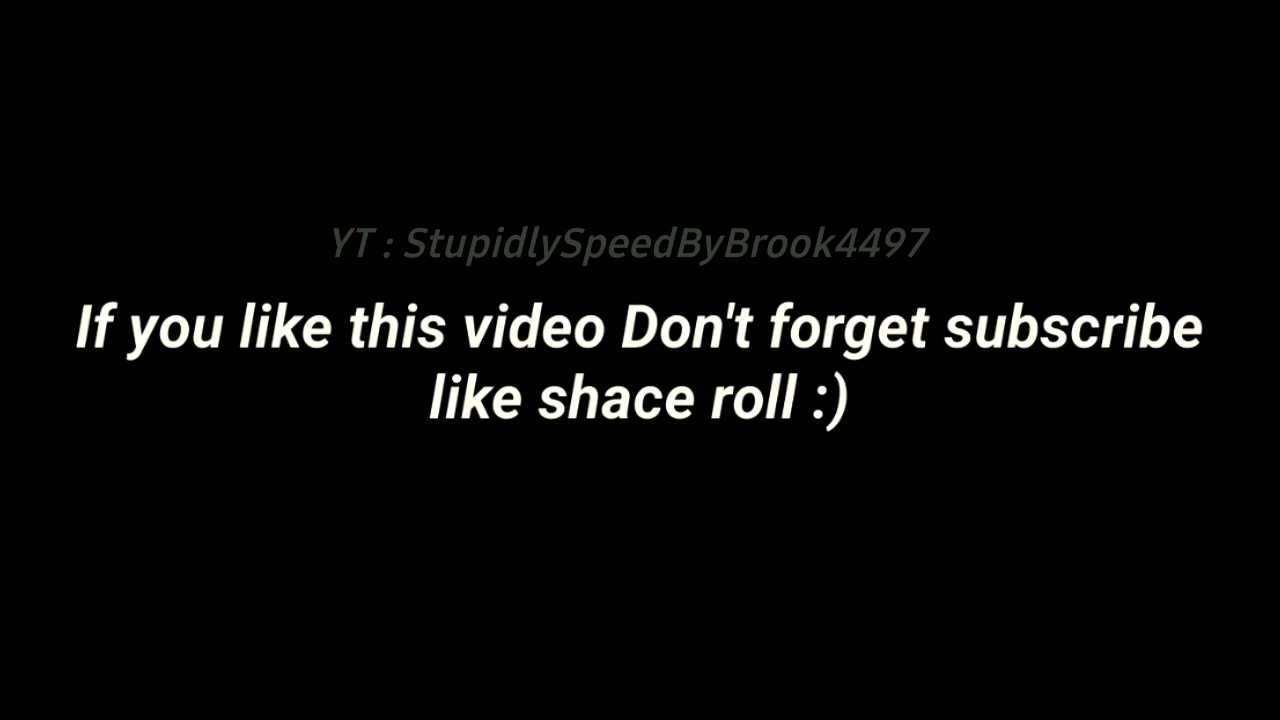 YT : StupidlySpeedByBrook4497
If you like this video Don't forget subscribe
like shace roll :)